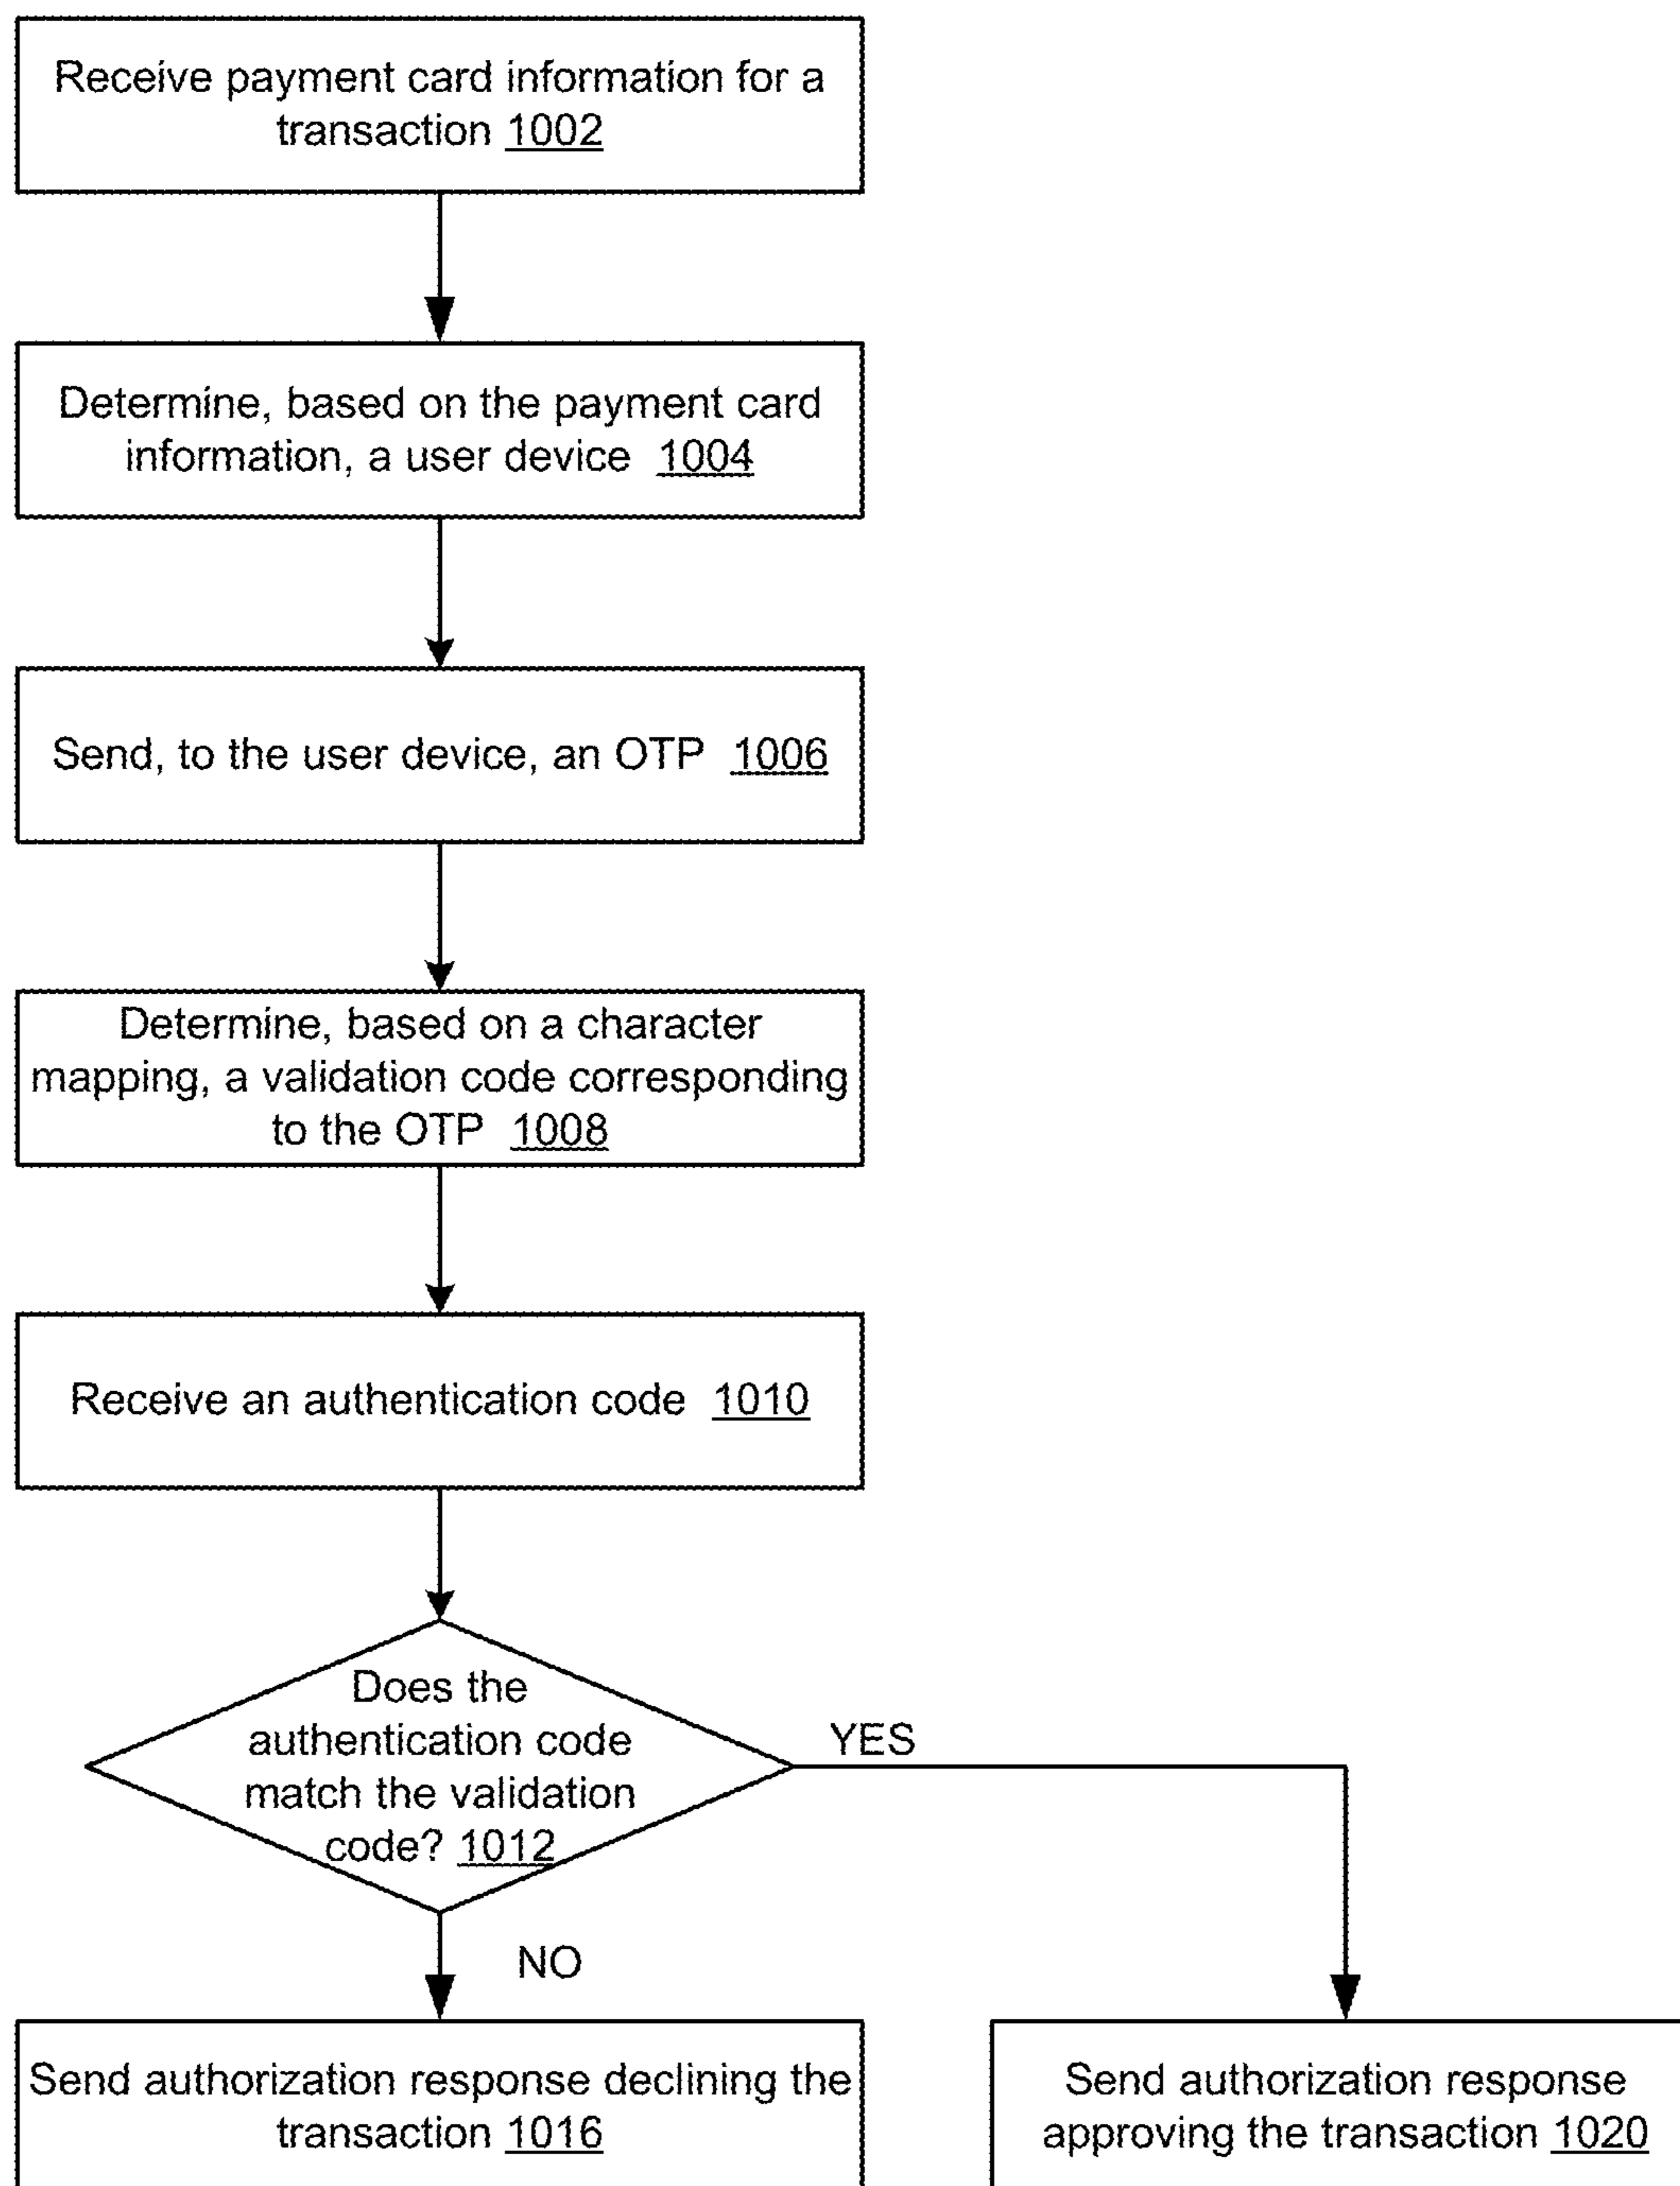 Receive payment card information for a
transaction 1002
Determine, based on the payment card
information, a user device 1004
Send, to the user device, an OTP 1006
Determine, based on a character
mapping, a validation code corresponding
to the OTP 1008
Receive an authentication code 1010
Does the
authentication code
match the validation
code? 1012
YES
NO
Send authorization response declining the
transaction 1016
Send authorization response
approving the transaction 1020